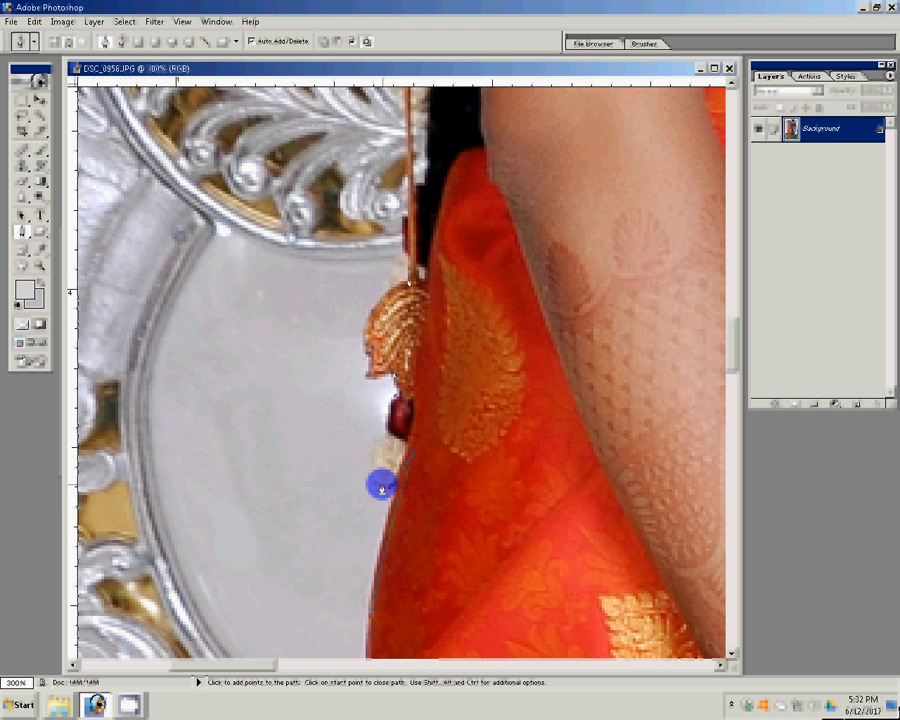 Adobe Photoshop
File Edit Image Layer Select Filter View Window Help
Auto Add/Delete
File Browser Brushes
DSC_0956.JPG @ 300% (RGB)
Layers Actions Styles
Background
4
300%
Click to add points to the path. Click on start point to close path. Use Shift, Alt, and Ctrl for additional options.
Start
5:32 PM
6/12/2017